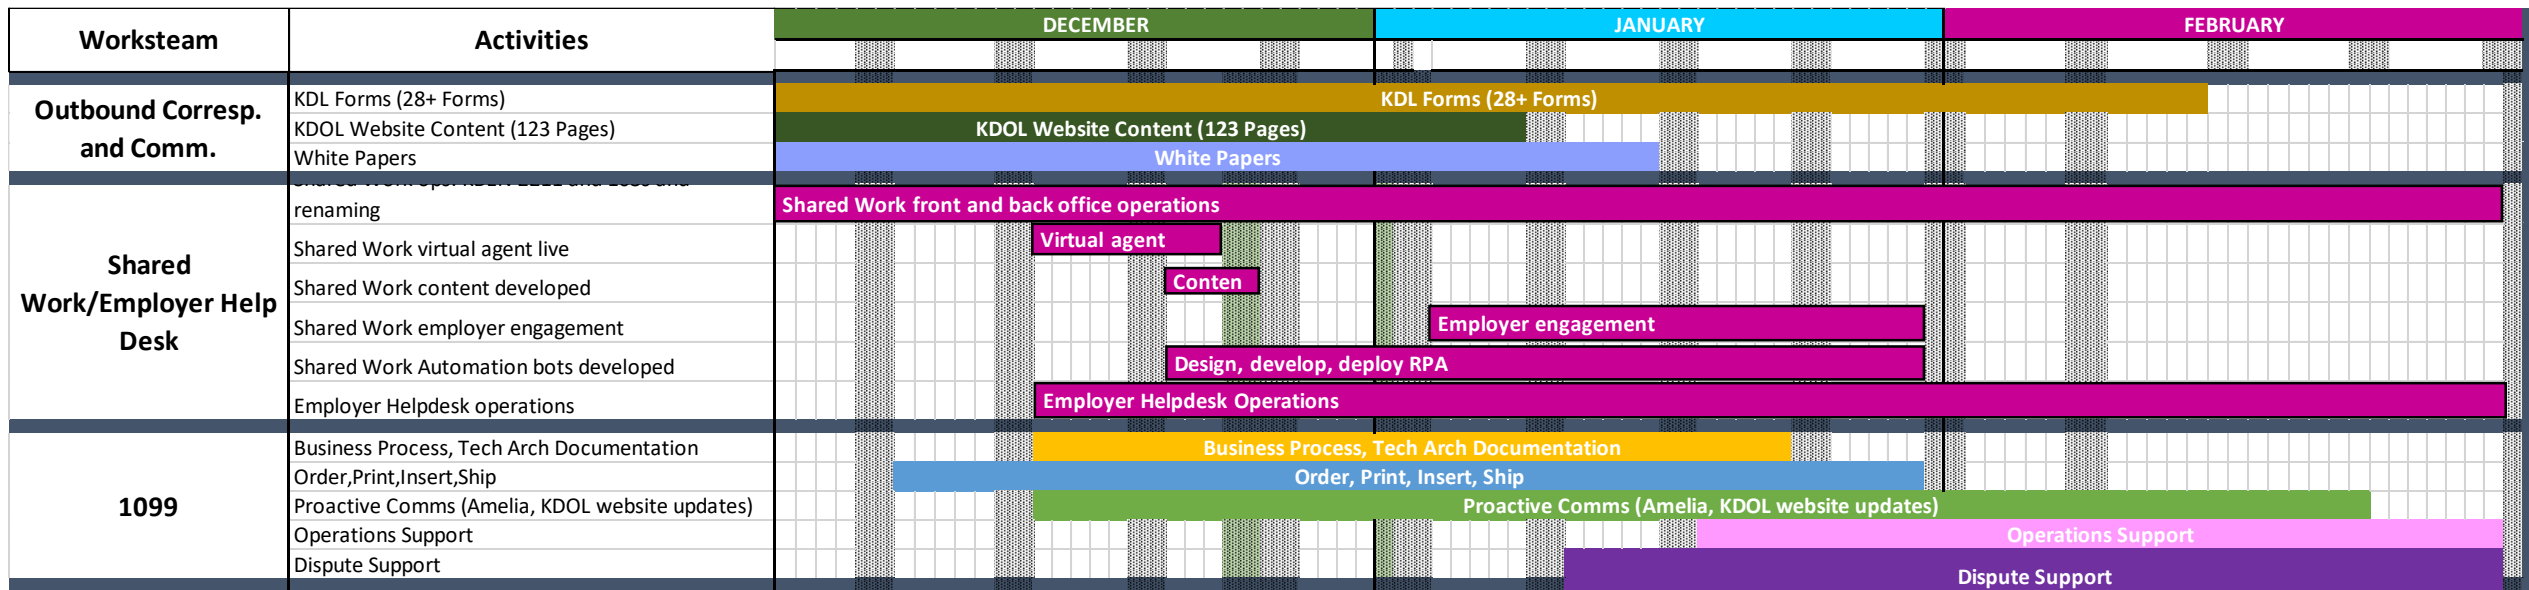 Worksteam
Activities
DECEMBER
JANUARY
FEBRUARY
Outbound Corresp.
and Comm.
KDL Forms (28+ Forms)
KDL Forms (28+ Forms)
KDOL Website Content (123 Pages)
KDOL Website Content (123 Pages)
White Papers
White Papers
Shared
Work/Employer Help
Desk
renaming
Shared Work front and back office operations
Shared Work virtual agent live
Virtual agent
Shared Work content developed
Conten
Shared Work employer engagement
Employer engagement
Shared Work Automation bots developed
Design, develop, deploy RPA
Employer Helpdesk operations
Employer Helpdesk Operations
1099
Business Process, Tech Arch Documentation
Business Process, Tech Arch Documentation
Order,Print,Insert,Ship
Order, Print, Insert, Ship
Proactive Comms (Amelia, KDOL website updates)
Proactive Comms (Amelia, KDOL website updates)
Operations Support
Operations Support
Dispute Support
Dispute Support